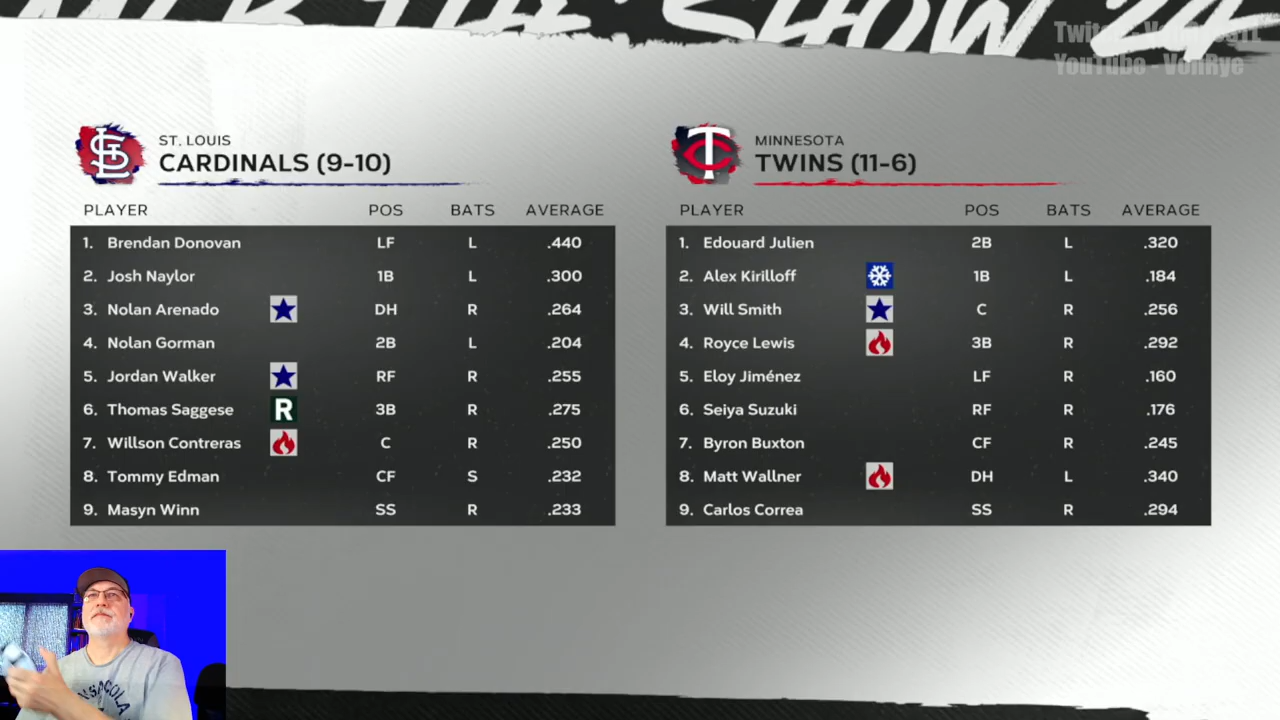 MLB THE SHOW 24
YouTube - VonRye
ST. LOUIS
CARDINALS (9-10)
PLAYER POS BATS AVERAGE
1. Brendan Donovan LF L .440
2. Josh Naylor 1B L .300
3. Nolan Arenado DH R .264
4. Nolan Gorman 2B L .204
5. Jordan Walker RF R .255
6. Thomas Saggese R 3B R .275
7. Willson Contreras C R .250
8. Tommy Edman CF S .232
9. Masyn Winn SS R .233
MINNESOTA
TWINS (11-6)
PLAYER POS BATS AVERAGE
1. Edouard Julien 2B L .320
2. Alex Kirilloff 1B L .184
3. Will Smith C R .256
4. Royce Lewis 3B R .292
5. Eloy Jiménez LF R .160
6. Seiya Suzuki RF R .176
7. Byron Buxton CF R .245
8. Matt Wallner DH L .340
9. Carlos Correa SS R .294